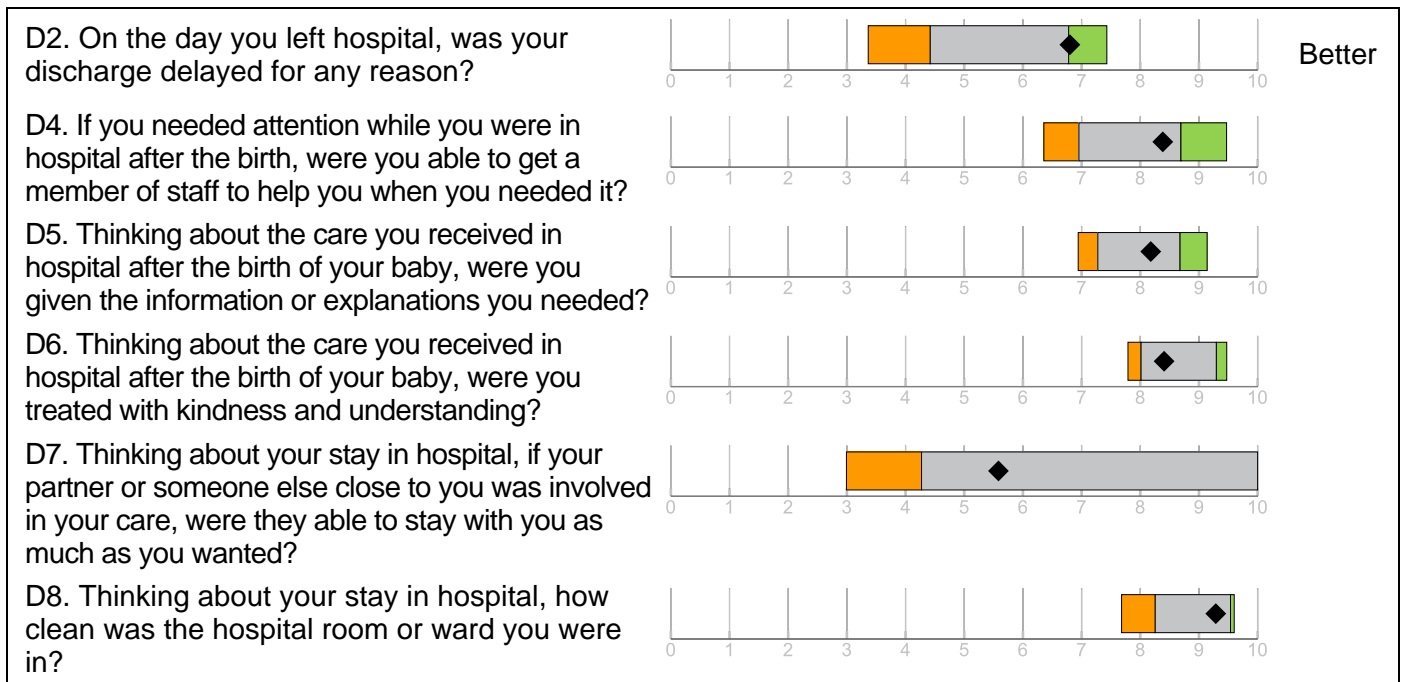 D2. On the day you left hospital, was your
discharge delayed for any reason?
0 1 2 3 4 5 6 7 8 9 10
Better
D4. If you needed attention while you were in
hospital after the birth, were you able to get a
member of staff to help you when you needed it?
0 1 2 3 4 5 6 7 8 9 10
D5. Thinking about the care you received in
hospital after the birth of your baby, were you
given the information or explanations you needed?
0 1 2 3 4 5 6 7 8 9 10
D6. Thinking about the care you received in
hospital after the birth of your baby, were you
treated with kindness and understanding?
0 1 2 3 4 5 6 7 8 9 10
D7. Thinking about your stay in hospital, if your
partner or someone else close to you was involved
in your care, were they able to stay with you as
much as you wanted?
0 1 2 3 4 5 6 7 8 9 10
D8. Thinking about your stay in hospital, how
clean was the hospital room or ward you were
in?
0 1 2 3 4 5 6 7 8 9 10